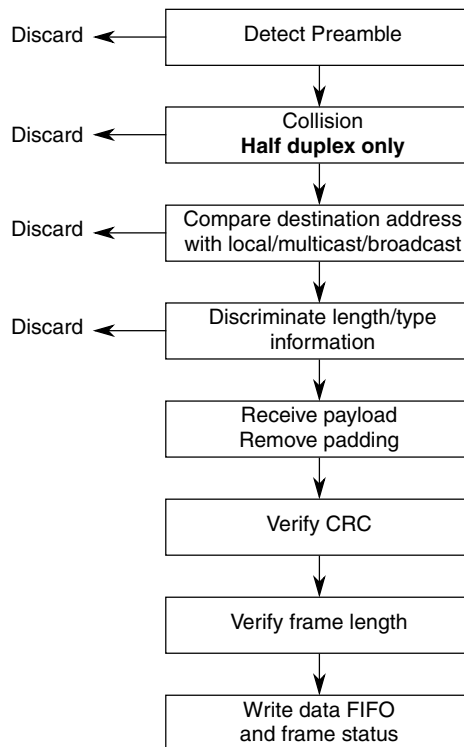 Discard
Detect Preamble
Discard
Collision
Half duplex only
Discard
Compare destination address
with local/multicast/broadcast
Discard
Discriminate length/type
information
Receive payload
Remove padding
Verify CRC
Verify frame length
Write data FIFO
and frame status